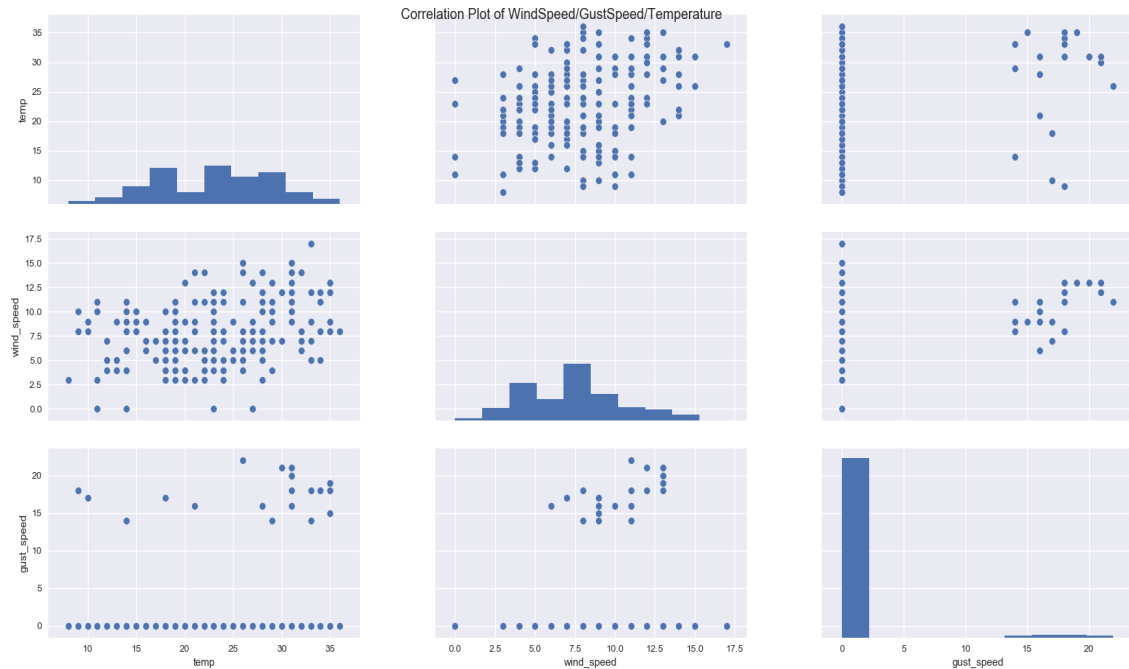 Correlation Plot of WindSpeed/GustSpeed/Temperature
temp
35
30
25
20
15
10
wind_speed
17.5
15.0
12.5
10.0
7.5
5.0
2.5
0.0
gust_speed
20
15
10
5
0
10 15 20 25 30 35
temp
0.0 2.5 5.0 7.5 10.0 12.5 15.0 17.5
wind_speed
0 5 10 15 20
gust_speed